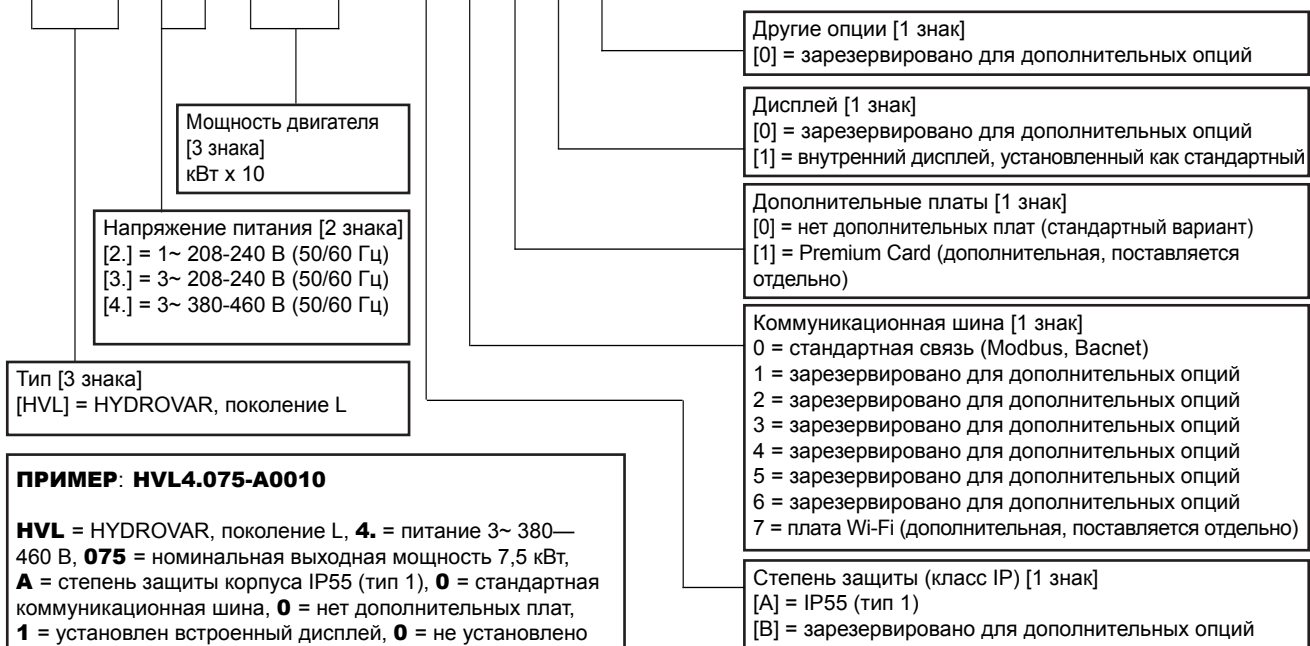 Другие опции [1 знак]
[0] = зарезервировано для дополнительных опций
Дисплей [1 знак]
[0] = зарезервировано для дополнительных опций
[1] = внутренний дисплей, установленный как стандартный
Мощность двигателя
[3 знака]
кВт x 10
Дополнительные платы [1 знак]
[0] = нет дополнительных плат (стандартный вариант)
[1] = Premium Card (дополнительная, поставляется
отдельно)
Напряжение питания [2 знака]
[2.] = 1~ 208-240 В (50/60 Гц)
[3.] = 3~ 208-240 В (50/60 Гц)
[4.] = 3~ 380-460 В (50/60 Гц)
Коммуникационная шина [1 знак]
0 = стандартная связь (Modbus, Bacnet)
1 = зарезервировано для дополнительных опций
2 = зарезервировано для дополнительных опций
3 = зарезервировано для дополнительных опций
4 = зарезервировано для дополнительных опций
5 = зарезервировано для дополнительных опций
6 = зарезервировано для дополнительных опций
7 = плата Wi-Fi (дополнительная, поставляется отдельно)
Тип [3 знака]
[HVL] = HYDROVAR, поколение L
ПРИМЕР: HVL4.075-A0010
HVL = HYDROVAR, поколение L, 4. = питание 3~ 380—
460 В, 075 = номинальная выходная мощность 7,5 кВт,
A = степень защиты корпуса IP55 (тип 1), 0 = стандартная
коммуникационная шина, 0 = нет дополнительных плат,
1 = установлен встроенный дисплей, 0 = не установлено
Степень защиты (класс IP) [1 знак]
[A] = IP55 (тип 1)
[B] = зарезервировано для дополнительных опций